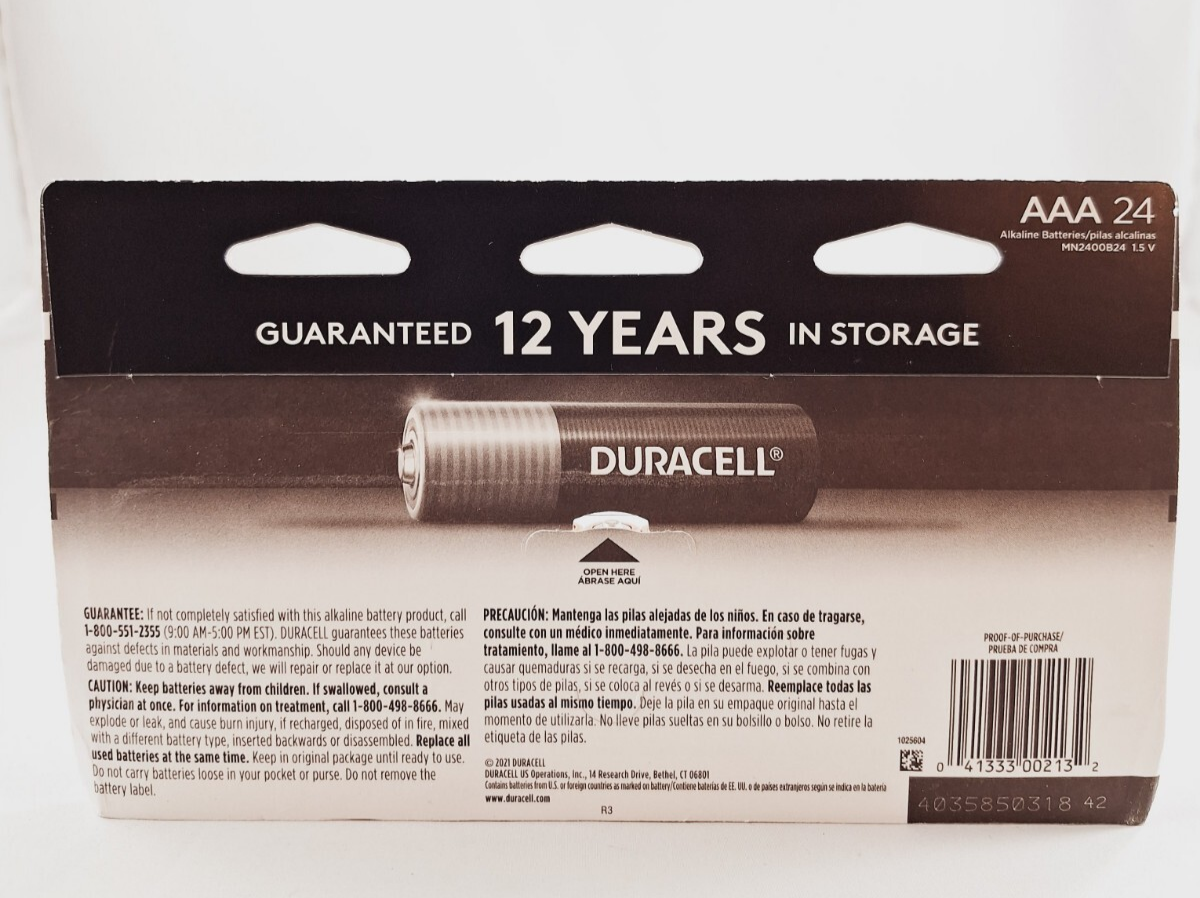 AAA 24
Alkaline Batteries/pilas alcalinas
MN2400B24 1.5 V
GUARANTEED 12 YEARS IN STORAGE
DURACELL®
OPEN HERE
ÁBRASE AQUÍ
GUARANTEE: If not completely satisfied with this alkaline battery product, call
1-800-551-2355 (9:00 AM-5:00 PM EST). DURACELL guarantees these batteries
against defects in materials and workmanship. Should any device be
damaged due to a battery defect, we will repair or replace it at our option.
CAUTION: Keep batteries away from children. If swallowed, consult a
physician at once. For information on treatment, call 1-800-498-8666. May
explode or leak, and cause burn injury, if recharged, disposed of in fire, mixed
with a different battery type, inserted backwards or disassembled. Replace all
used batteries at the same time. Keep in original package until ready to use.
Do not carry batteries loose in your pocket or purse. Do not remove the
battery label.
PRECAUCIÓN: Mantenga las pilas alejadas de los niños. En caso de tragarse,
consulte con un médico inmediatamente. Para información sobre
tratamiento, llame al 1-800-498-8666. La pila puede explotar o tener fugas y
causar quemaduras si se recarga, si se desecha en el fuego, si se combina con
otros tipos de pilas, si se coloca al revés o si se desarma. Reemplace todas las
pilas usadas al mismo tiempo. Deje la pila en su empaque original hasta el
momento de utilizarla. No lleve pilas sueltas en su bolsillo o bolso. No retire la
etiqueta de las pilas.
© 2021 DURACELL
DURACELL US Operations, Inc., 14 Research Drive, Bethel, CT 06801
Contains batteries from U.S. or foreign countries as marked on battery/Contiene baterías de EE. UU. o de países extranjeros según se indica en la batería
www.duracell.com
R3
PROOF-OF-PURCHASE/
PRUEBA DE COMPRA
1025604
0 41333 00213 2
4035850318 42